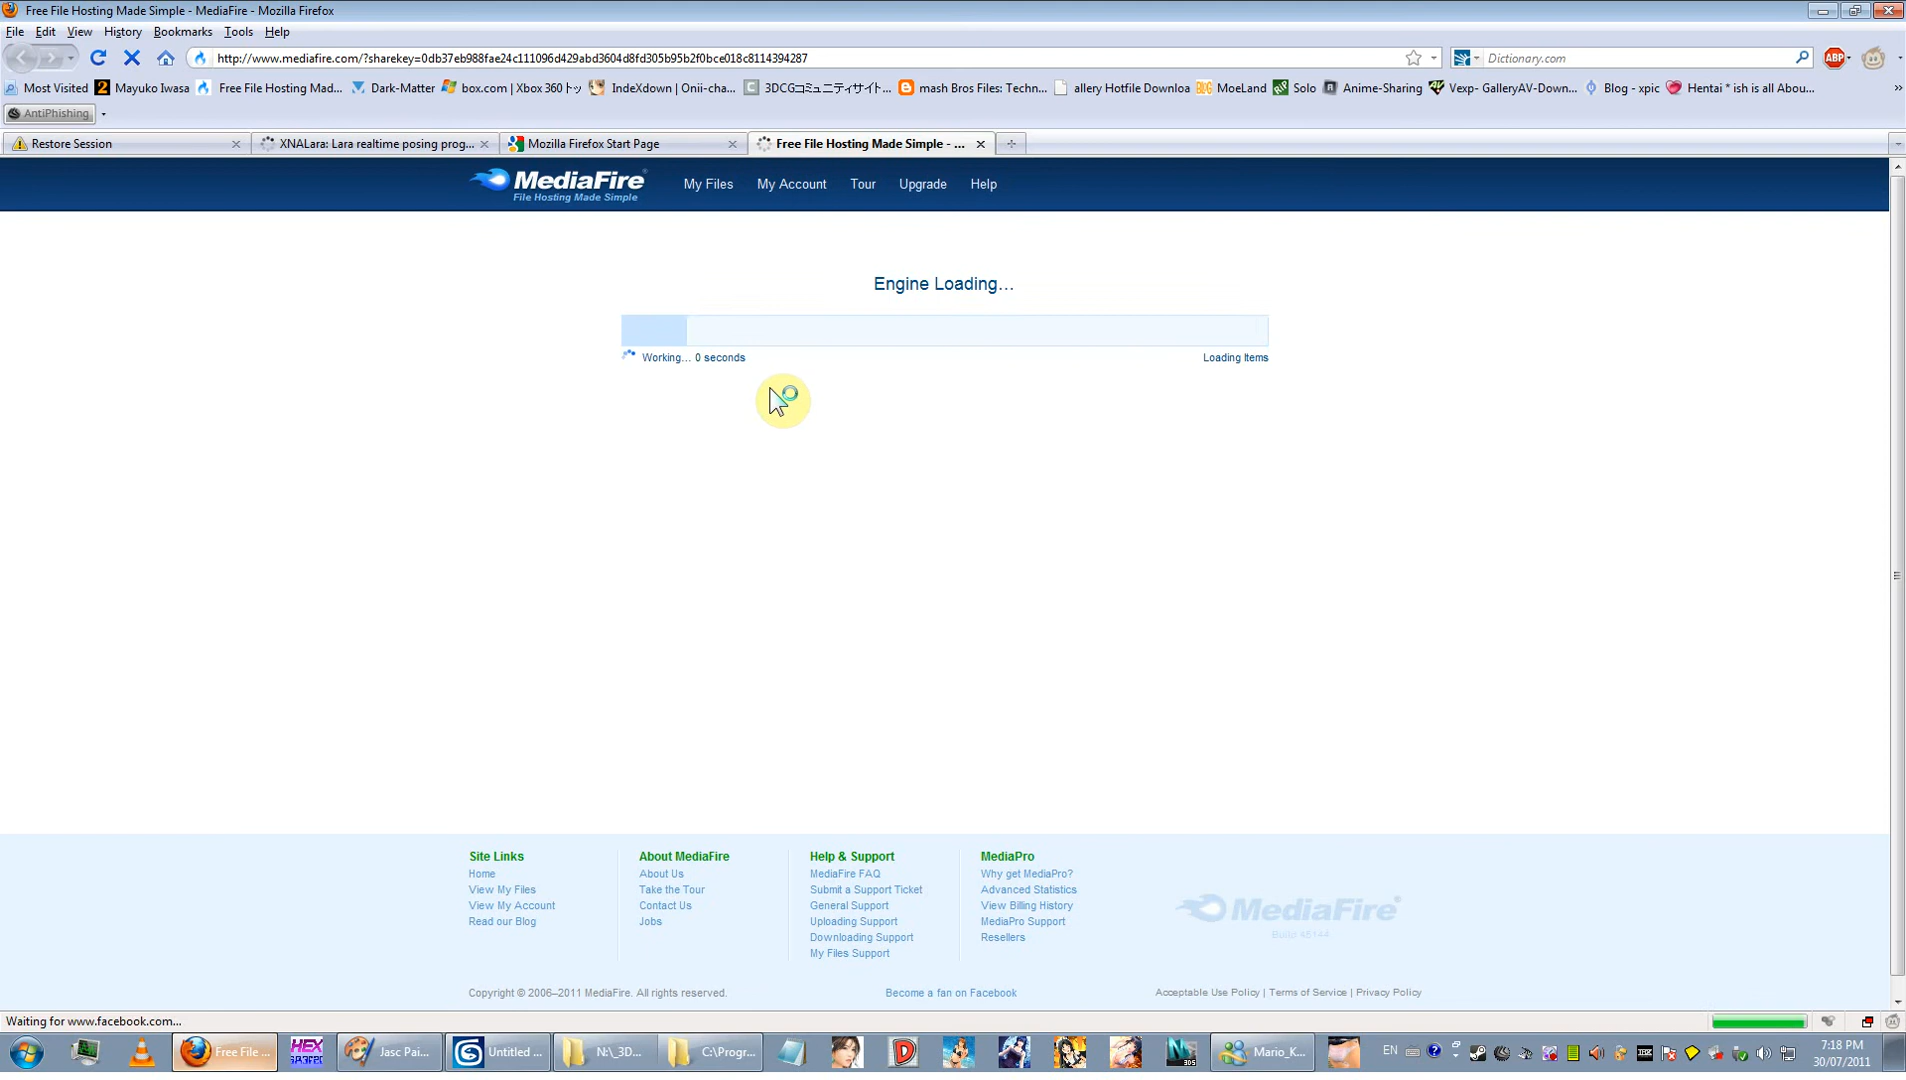 Free File Hosting Made Simple - MediaFire - Mozilla Firefox
File Edit View History Bookmarks Tools Help
http://www.mediafire.com/?sharekey=0db37eb988fae24c111096d429abd3604d8fd305b95b2f0bce018c8114394287
Dictionary.com
ABP
Most Visited
2 Mayuko Iwasa
Free File Hosting Mad...
Dark-Matter
box.com | Xbox 360 トッ
IndeXdown | Onii-cha...
C 3DCGコミュニティサイト...
mash Bros Files: Techn...
allery Hotfile Downloa
MoeLand
Solo
Anime-Sharing
Vexp- GalleryAV-Down...
Blog - xpic
Hentai * ish is all Abou...
»
AntiPhishing
Restore Session
XNALara: Lara realtime posing prog...
Mozilla Firefox Start Page
Free File Hosting Made Simple - ...
MediaFire
File Hosting Made Simple
My Files My Account Tour Upgrade Help
Engine Loading...
Working... 0 seconds
Loading Items
Site Links
Home
View My Files
View My Account
Read our Blog
About MediaFire
About Us
Take the Tour
Contact Us
Jobs
Help & Support
MediaFire FAQ
Submit a Support Ticket
General Support
Uploading Support
Downloading Support
My Files Support
MediaPro
Why get MediaPro?
Advanced Statistics
View Billing History
MediaPro Support
Resellers
MediaFire
Copyright © 2006–2011 MediaFire. All rights reserved.
Become a fan on Facebook
Acceptable Use Policy | Terms of Service | Privacy Policy
Waiting for www.facebook.com...
Free File ...
HEX
Jasc Pai...
Untitled ...
N:\_3D...
C:\Progr...
D
Mario_K...
EN
7:18 PM
30/07/2011